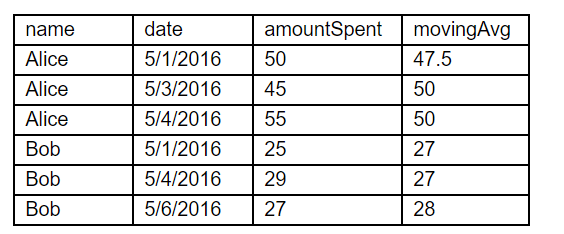 name date amountSpent movingAvg
Alice 5/1/2016 50 47.5
Alice 5/3/2016 45 50
Alice 5/4/2016 55 50
Bob 5/1/2016 25 27
Bob 5/4/2016 29 27
Bob 5/6/2016 27 28